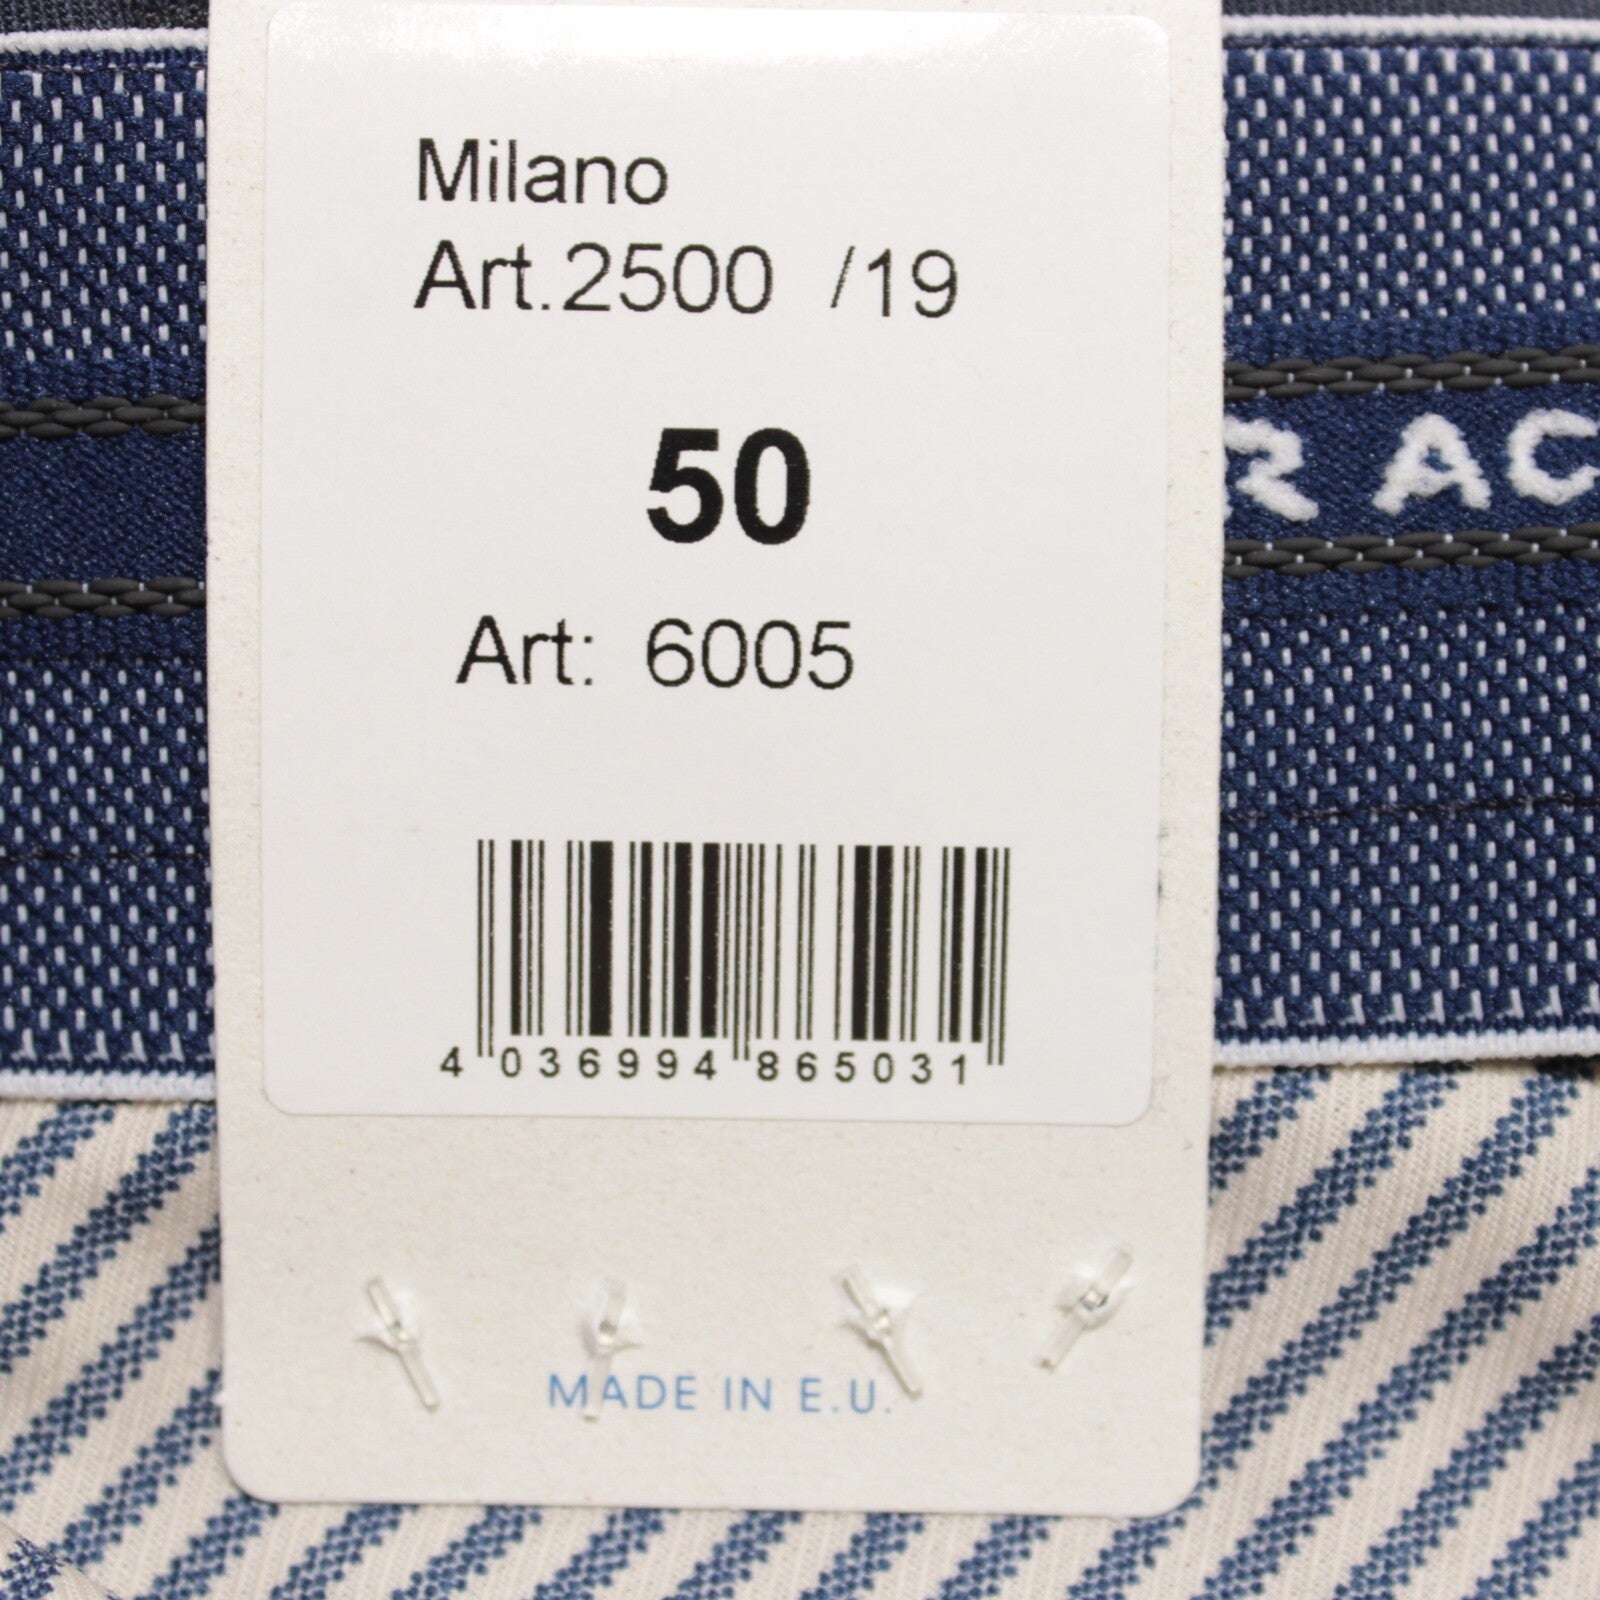 Milano
Art.2500 /19
R AC
50
Art: 6005
4 036994 865031
MADE IN E.U.